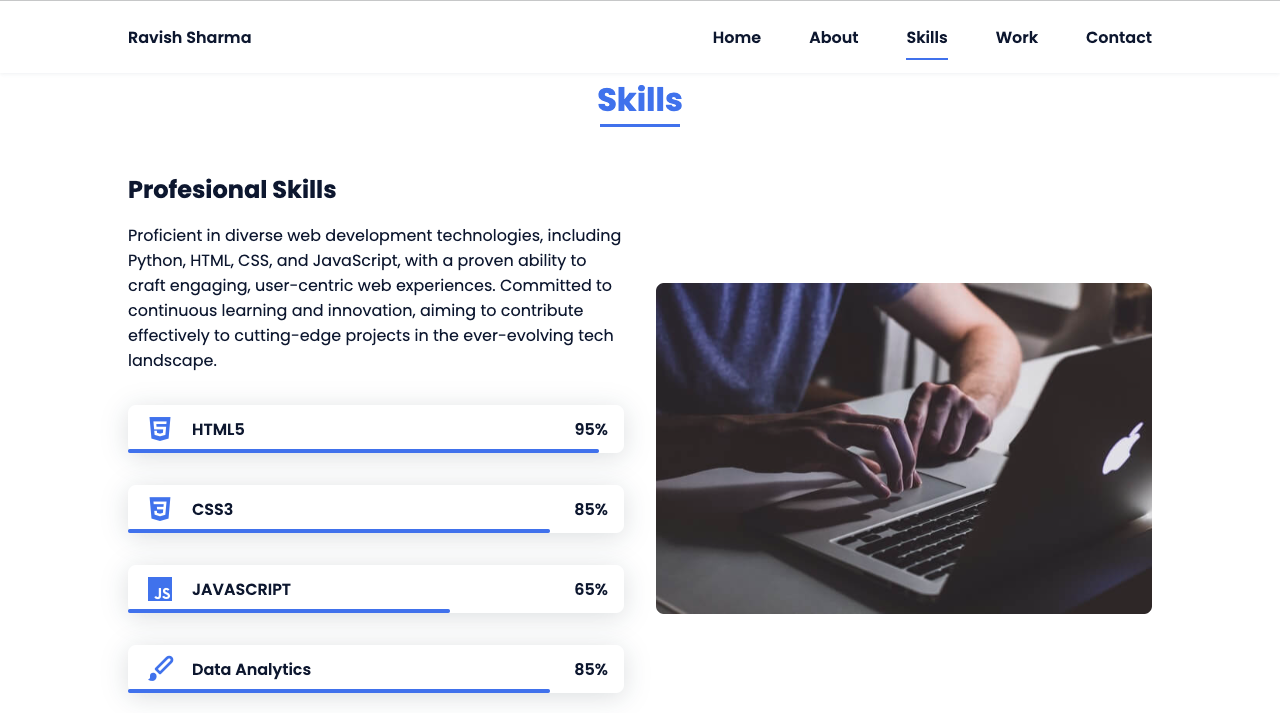 Ravish Sharma
Home
About
Skills
Work
Contact
Skills
Profesional Skills
Proficient in diverse web development technologies, including
Python, HTML, CSS, and JavaScript, with a proven ability to
craft engaging, user-centric web experiences. Committed to
continuous learning and innovation, aiming to contribute
effectively to cutting-edge projects in the ever-evolving tech
landscape.
HTML5 95%
CSS3 85%
JS JAVASCRIPT 65%
Data Analytics 85%